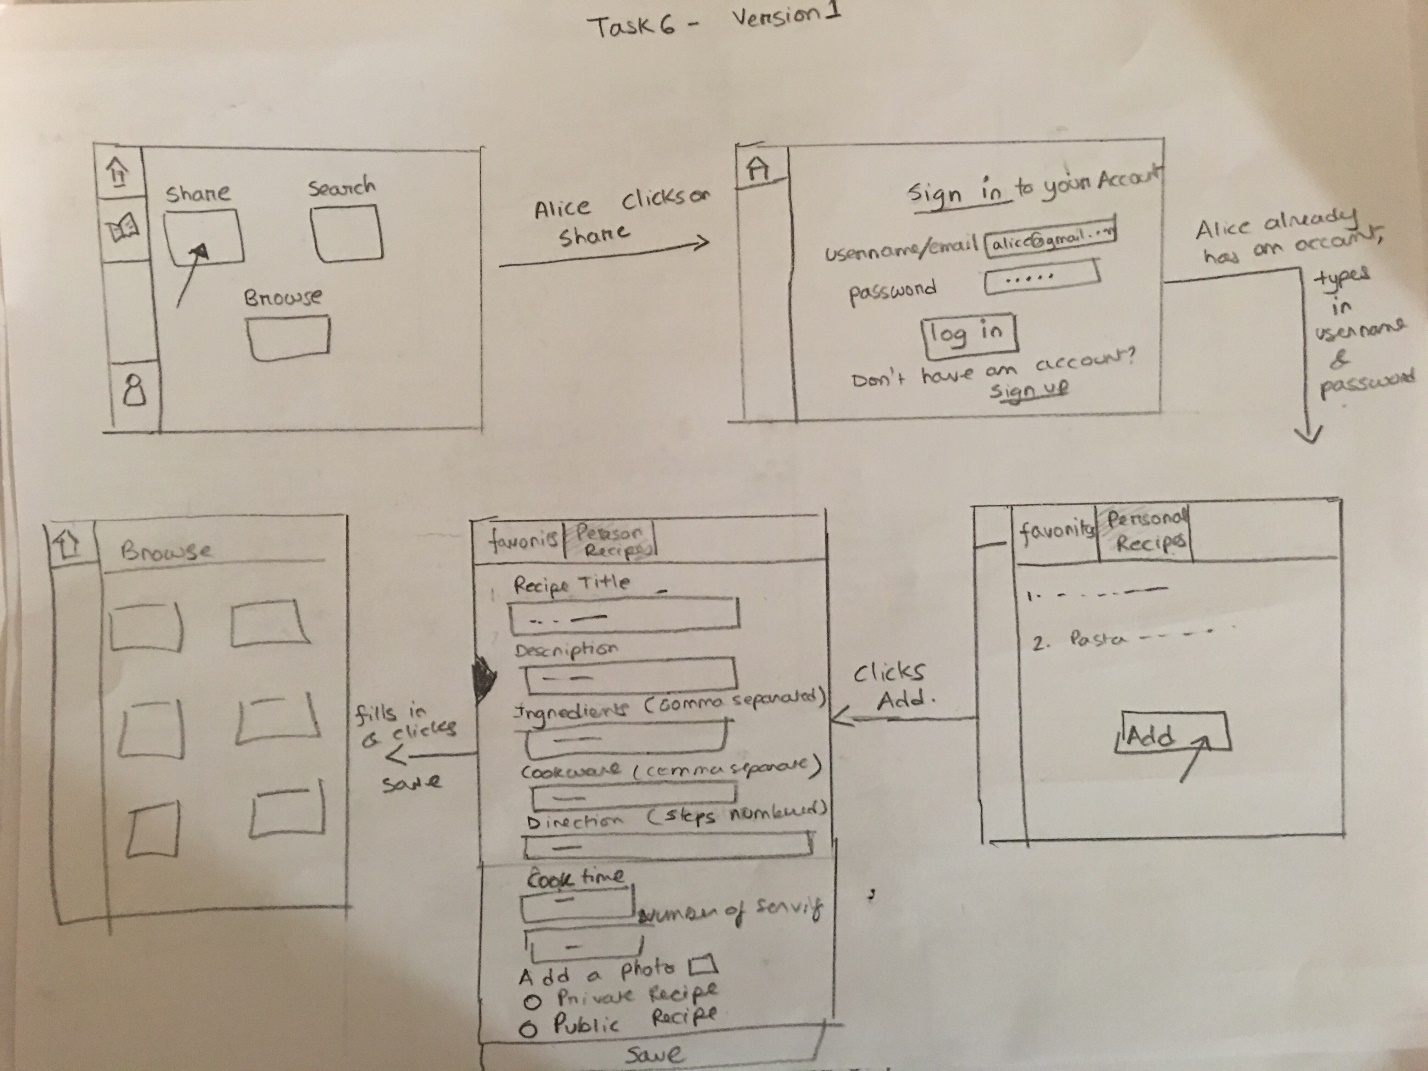 Task 6 - Version 1
Share
Search
Browse
Alice clicks on
Share
Sign in to your Account
username/email
alice@gmail...m
password
.....
log in
Don't have an account?
Sign up
Alice already
has an account,
types
in
username
&
password
favorites
Personal
Recipes
1. - - - - -
2. Pasta - - - -
Add
Clicks
Add.
favorites
Person
Recipes
Recipe Title
Description
Ingredients (comma separated)
Cookware (comma separate)
Direction (steps numbered)
Cook time
Number of serving
Add a photo
Private Recipe
Public Recipe
Save
fills in
& clicks
save
Browse